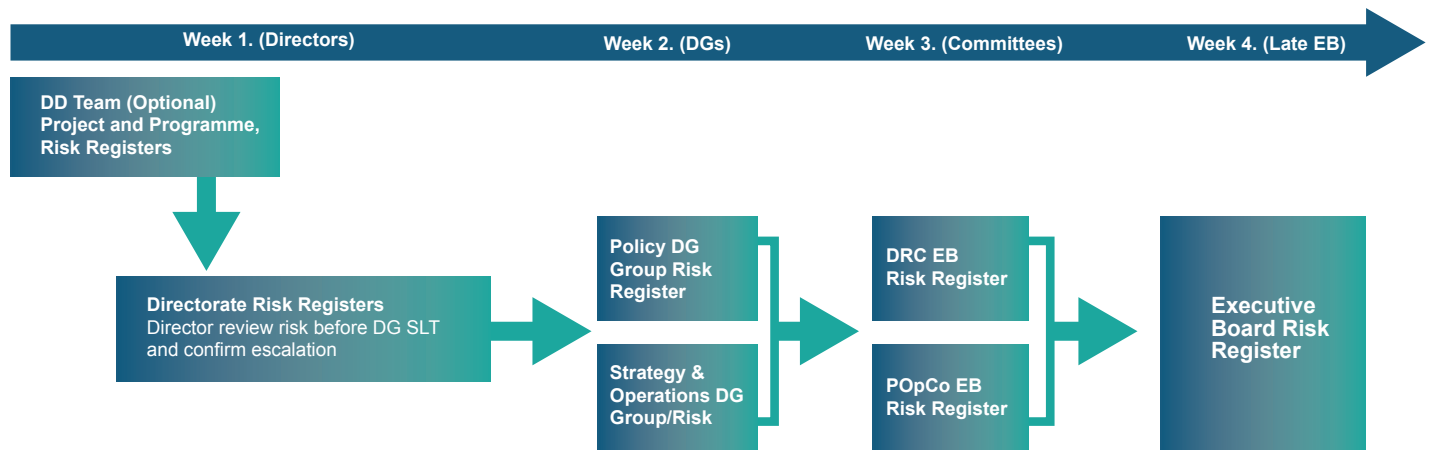 Week 1. (Directors)
Week 2. (DGs)
Week 3. (Committees)
Week 4. (Late EB)
DD Team (Optional)
Project and Programme,
Risk Registers
Directorate Risk Registers
Director review risk before DG SLT
and confirm escalation
Policy DG
Group Risk
Register
Strategy &
Operations DG
Group/Risk
DRC EB
Risk Register
POpCo EB
Risk Register
Executive
Board Risk
Register